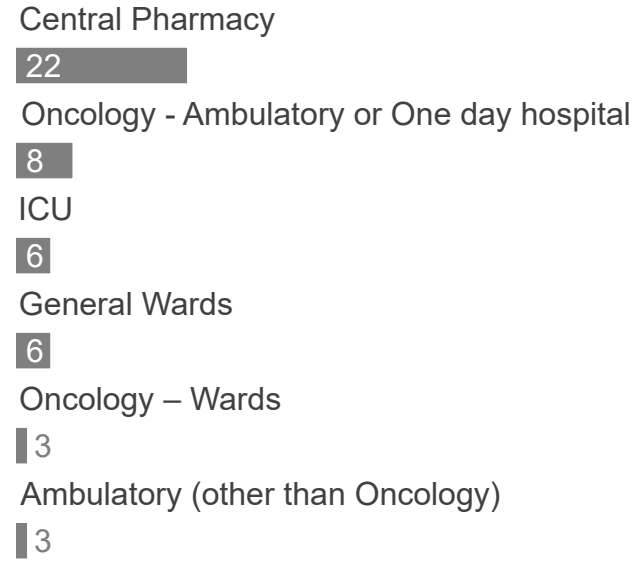 Central Pharmacy
22
Oncology - Ambulatory or One day hospital
8
ICU
6
General Wards
6
Oncology – Wards
3
Ambulatory (other than Oncology)
3